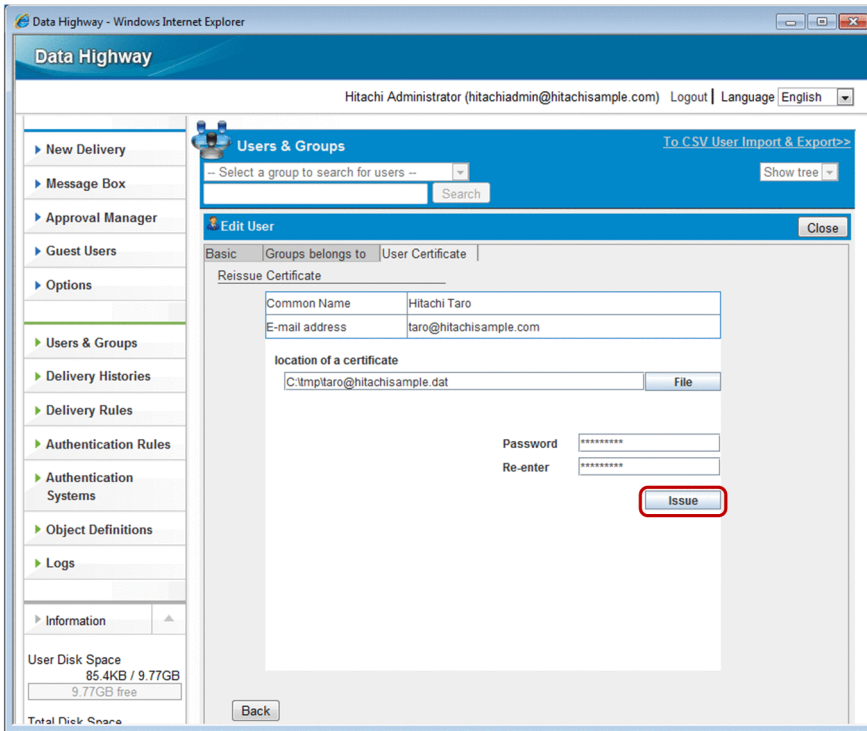 Data Highway - Windows Internet Explorer
Data Highway
Hitachi Administrator (hitachiadmin@hitachisample.com) Logout | Language English
New Delivery
Message Box
Approval Manager
Guest Users
Options
Users & Groups
Delivery Histories
Delivery Rules
Authentication Rules
Authentication
Systems
Object Definitions
Logs
Information
User Disk Space
85.4KB / 9.77GB
9.77GB free
Total Disk Space
Users & Groups
To CSV User Import & Export>>
-- Select a group to search for users --
Show tree
Search
Edit User
Close
Basic
Groups belongs to
User Certificate
Reissue Certificate
Common Name
Hitachi Taro
E-mail address
taro@hitachisample.com
location of a certificate
C:\tmp\taro@hitachisample.dat
File
Password
*********
Re-enter
*********
Issue
Back